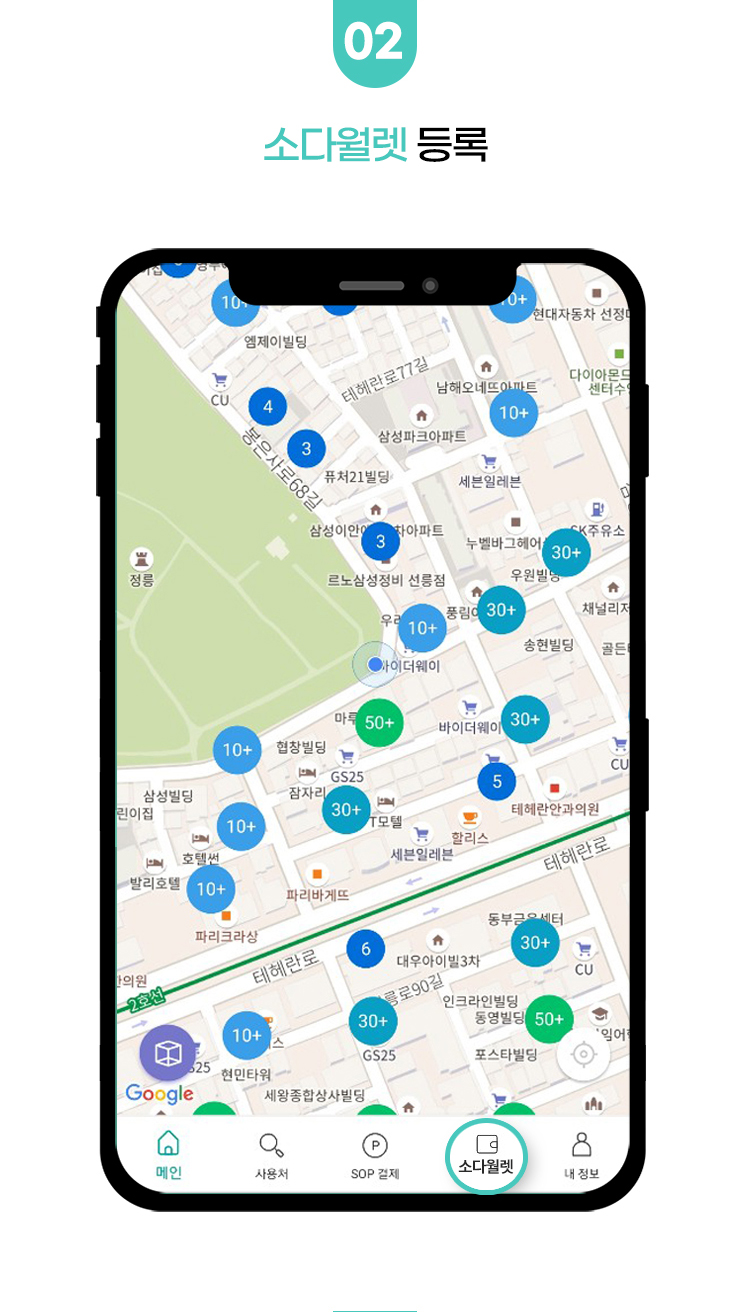 02
소다월렛 등록
10+
10+
현대자동차 선정
엠제이빌딩
테헤란로77길
다이아몬드
센터수
CU
4
남해오네뜨아파트
10+
3
삼성파크아파트
봉은사로68길
퓨처21빌딩
세븐일레븐
삼성이안
차아파트
SK주유소
3
누벨바그헤어
30+
정릉
르노삼성정비 선릉점
우원빌딩
30+
채널리저
10+
송현빌딩
골든
바이더웨이
마루
50+
바이더웨이
30+
10+
협창빌딩
GS25
CU
5
삼성빌딩
잠자리
30+
T모텔
테헤란안과의원
린이집
10+
할리스
호텔썬
세븐일레븐
테헤란로
발리호텔
10+
파리바게뜨
파리크라상
동부금융센터
6
대우아이빌3차
30+
CU
테헤란로
릉로90길
2호선
인크라인빌딩
동영빌딩
50+
30+
10+
GS25
포스타빌딩
현민타워
Google
세왕종합상사빌딩
메인
사용처
P
SOP 결제
소다월렛
내 정보